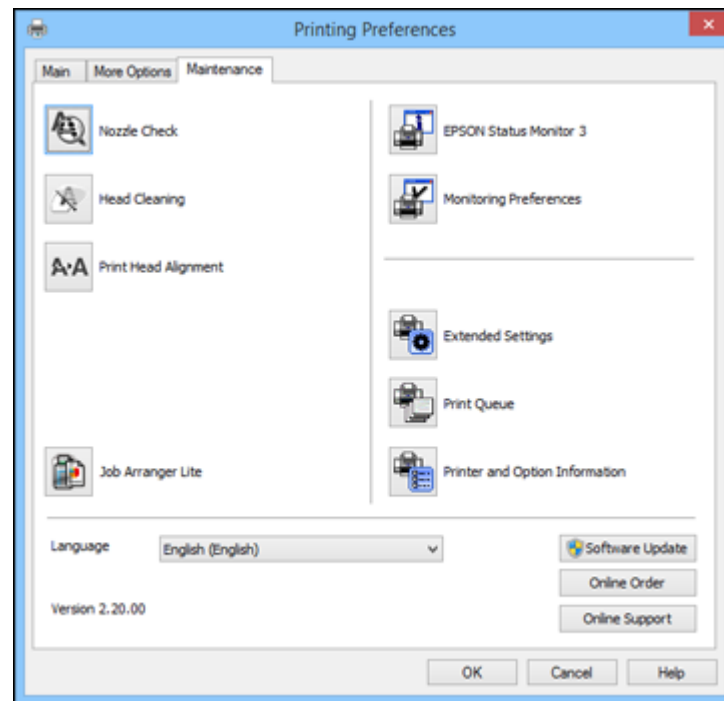 Printing Preferences
Main More Options Maintenance
Nozzle Check
EPSON Status Monitor 3
Head Cleaning
Monitoring Preferences
A·A Print Head Alignment
Extended Settings
Print Queue
Job Arranger Lite
Printer and Option Information
Language English (English)
Software Update
Online Order
Version 2.20.00
Online Support
OK Cancel Help